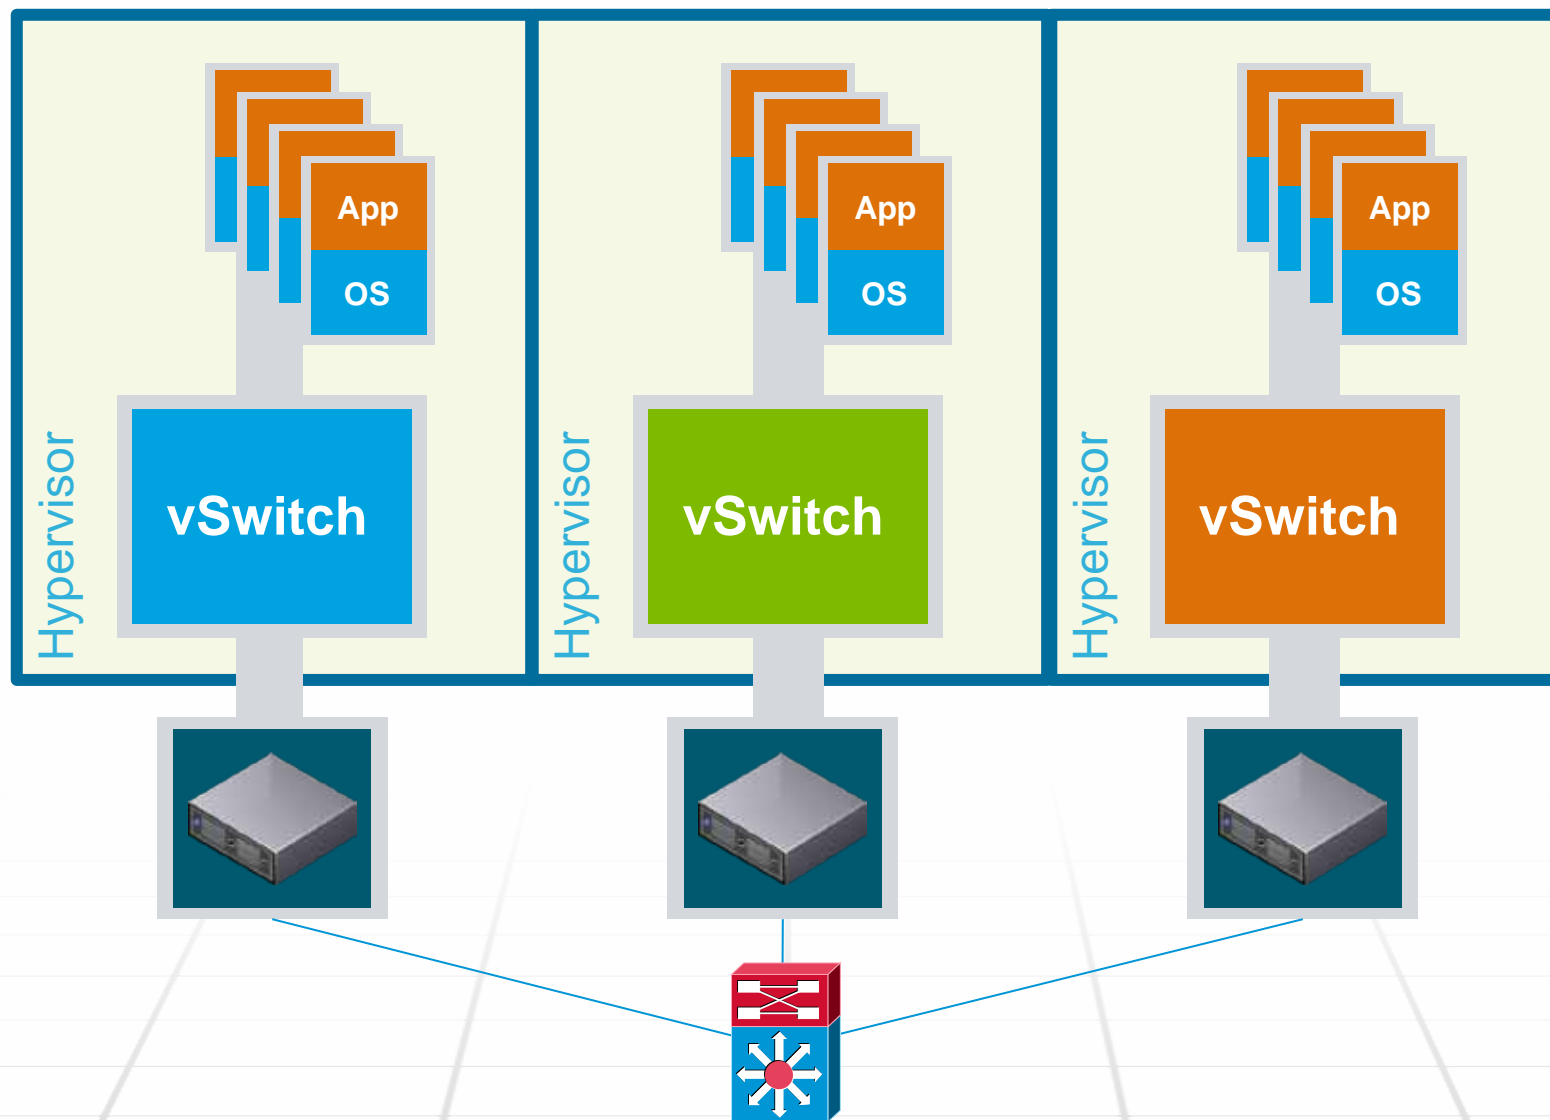 App
OS
App
OS
App
OS
Hypervisor
vSwitch
Hypervisor
vSwitch
Hypervisor
vSwitch